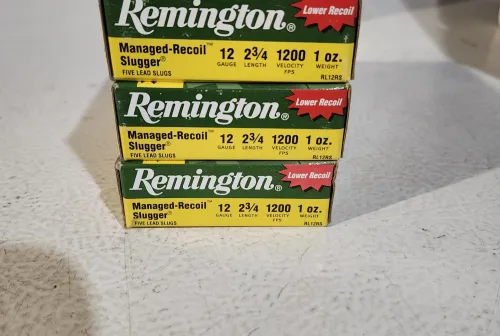 Remington®
Lower Recoil
Managed-Recoil™ 12 2¾ 1200 1 oz.
Slugger® GAUGE LENGTH VELOCITY WEIGHT
FPS
FIVE LEAD SLUGS RL12RS
Remington®
Lower Recoil
Managed-Recoil™ 12 2¾ 1200 1 oz.
Slugger® GAUGE LENGTH VELOCITY WEIGHT
FPS
FIVE LEAD SLUGS RL12RS
Remington®
Lower Recoil
Managed-Recoil™ 12 2¾ 1200 1 oz.
Slugger® GAUGE LENGTH VELOCITY WEIGHT
FPS
FIVE LEAD SLUGS RL12RS